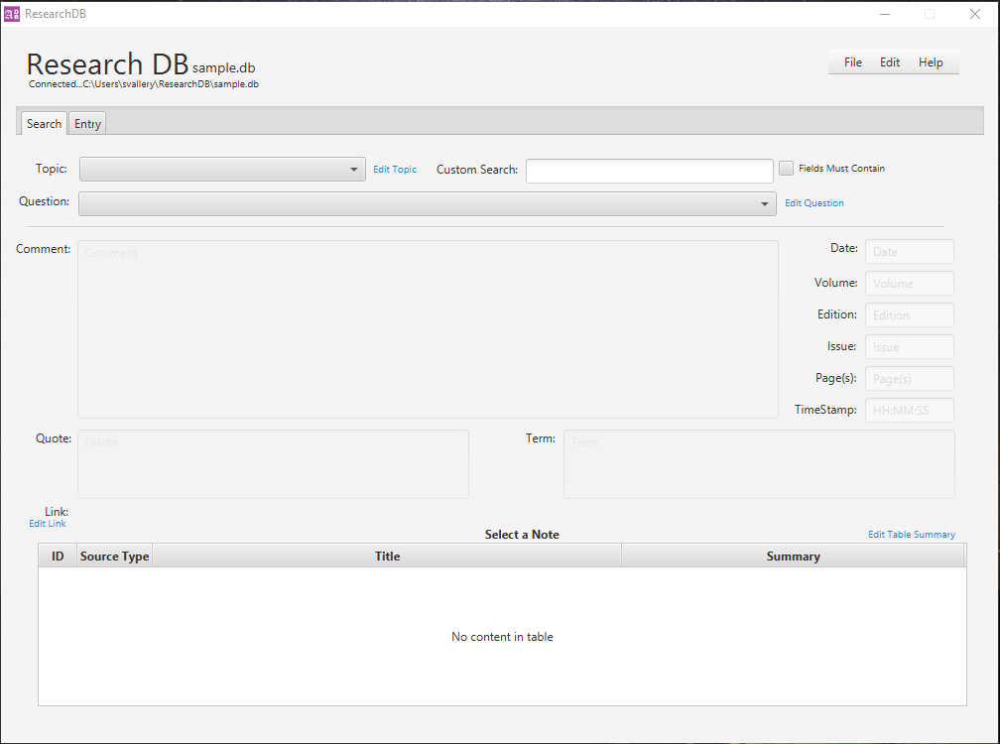 ResearchDB
Research DB sample.db
Connected...C:\Users\svallery\ResearchDB\sample.db
File Edit Help
Search Entry
Topic: Edit Topic Custom Search: Fields Must Contain
Question: Edit Question
Comment: Comment Date: Date
Volume: Volume
Edition: Edition
Issue: Issue
Page(s): Page(s)
TimeStamp: HH:MM:SS
Quote: Quote Term: Term
Link:
Edit Link
Select a Note Edit Table Summary
ID Source Type Title Summary
No content in table